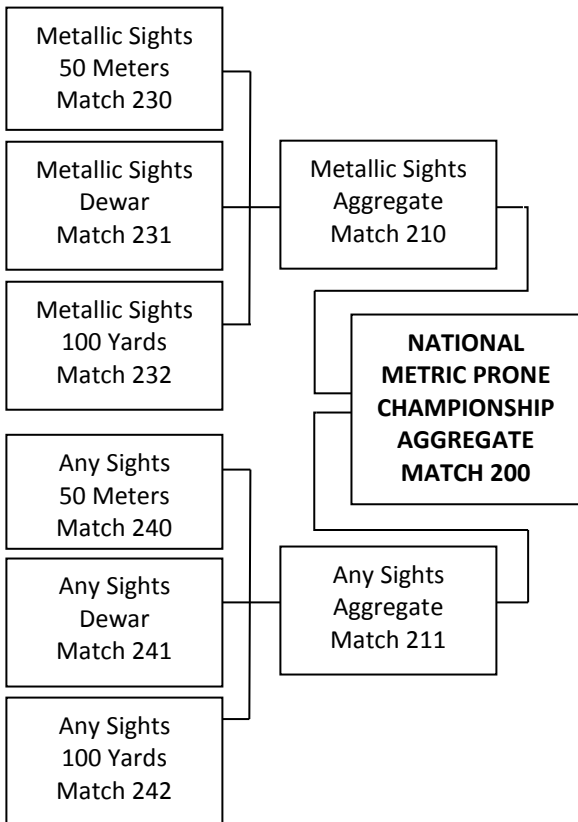 Metallic Sights
50 Meters
Match 230
Metallic Sights
Dewar
Match 231
Metallic Sights
100 Yards
Match 232
Metallic Sights
Aggregate
Match 210
NATIONAL
METRIC PRONE
CHAMPIONSHIP
AGGREGATE
MATCH 200
Any Sights
50 Meters
Match 240
Any Sights
Dewar
Match 241
Any Sights
100 Yards
Match 242
Any Sights
Aggregate
Match 211